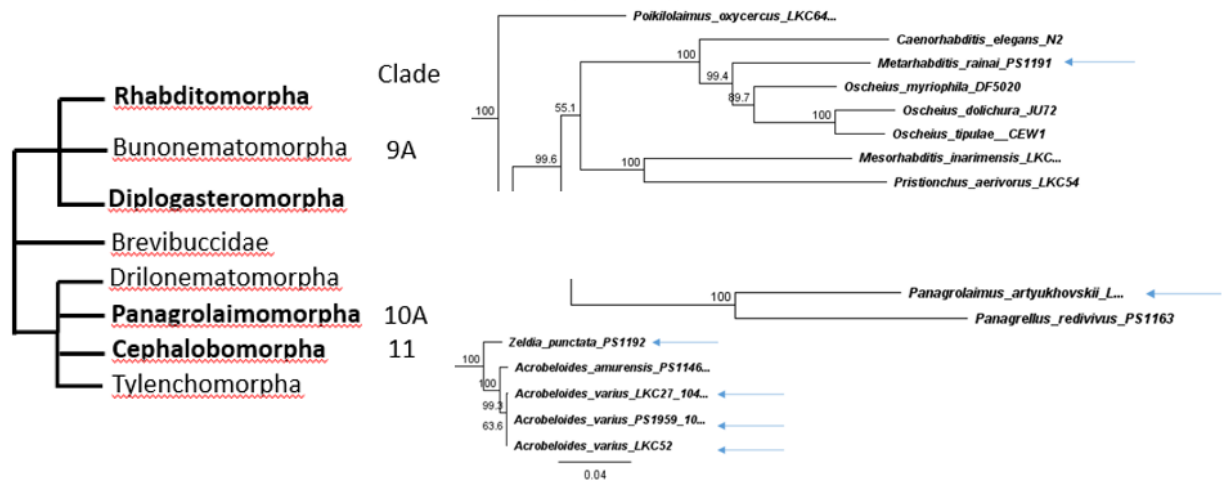 Clade
Rhabditomorpha
Bunonematomorpha 9A
Diplogasteromorpha
Brevibuccidae
Drilonematomorpha
Panagrolaimomorpha 10A
Cephalobomorpha 11
Tylenchomorpha
Poikilolaimus_oxycercus_LKC64...
Caenorhabditis_elegans_N2
100
Metarhabditis_rainai_PS1191
99.4
Oscheius_myriophila_DF5020
89.7
55.1
100
Oscheius_dolichura_JU72
100
Oscheius_tipulae__CEW1
Mesorhabditis_inarimensis_LKC...
99.6
100
Pristionchus_aerivorus_LKC54
Panagrolaimus_artyukhovskii_L...
100
Panagrellus_redivivus_PS1163
Zeldia_punctata_PS1192
100
Acrobeloides_amurensis_PS1146...
100
Acrobeloides_varius_LKC27_104...
99.3
Acrobeloides_varius_PS1959_10...
63.6
Acrobeloides_varius_LKC52
0.04